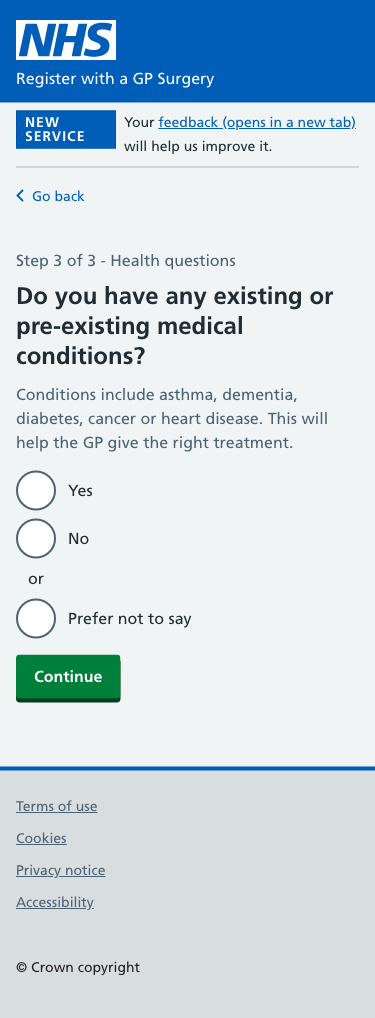 NHS
Register with a GP Surgery
NEW
SERVICE
Your feedback (opens in a new tab)
will help us improve it.
Go back
Step 3 of 3 - Health questions
Do you have any existing or
pre-existing medical
conditions?
Conditions include asthma, dementia,
diabetes, cancer or heart disease. This will
help the GP give the right treatment.
Yes
No
or
Prefer not to say
Continue
Terms of use
Cookies
Privacy notice
Accessibility
© Crown copyright